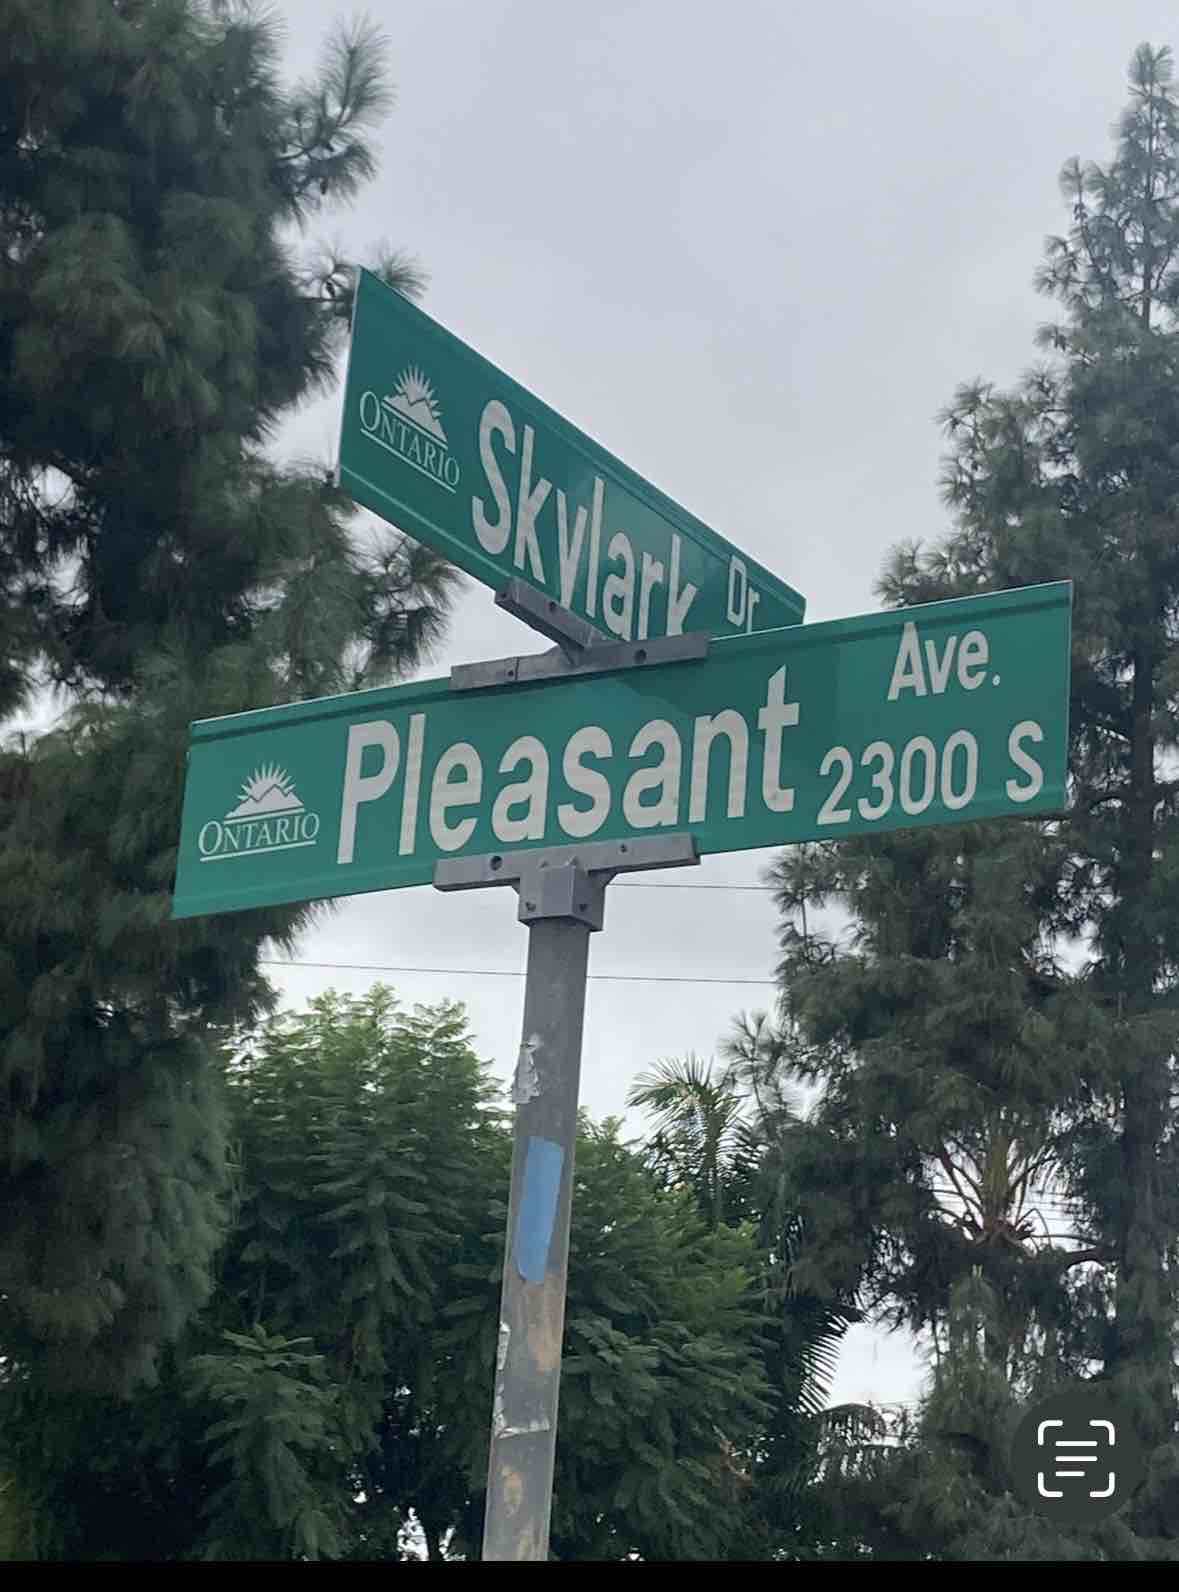 ONTARIO
Skylark Dr
ONTARIO
Pleasant Ave.
2300 S